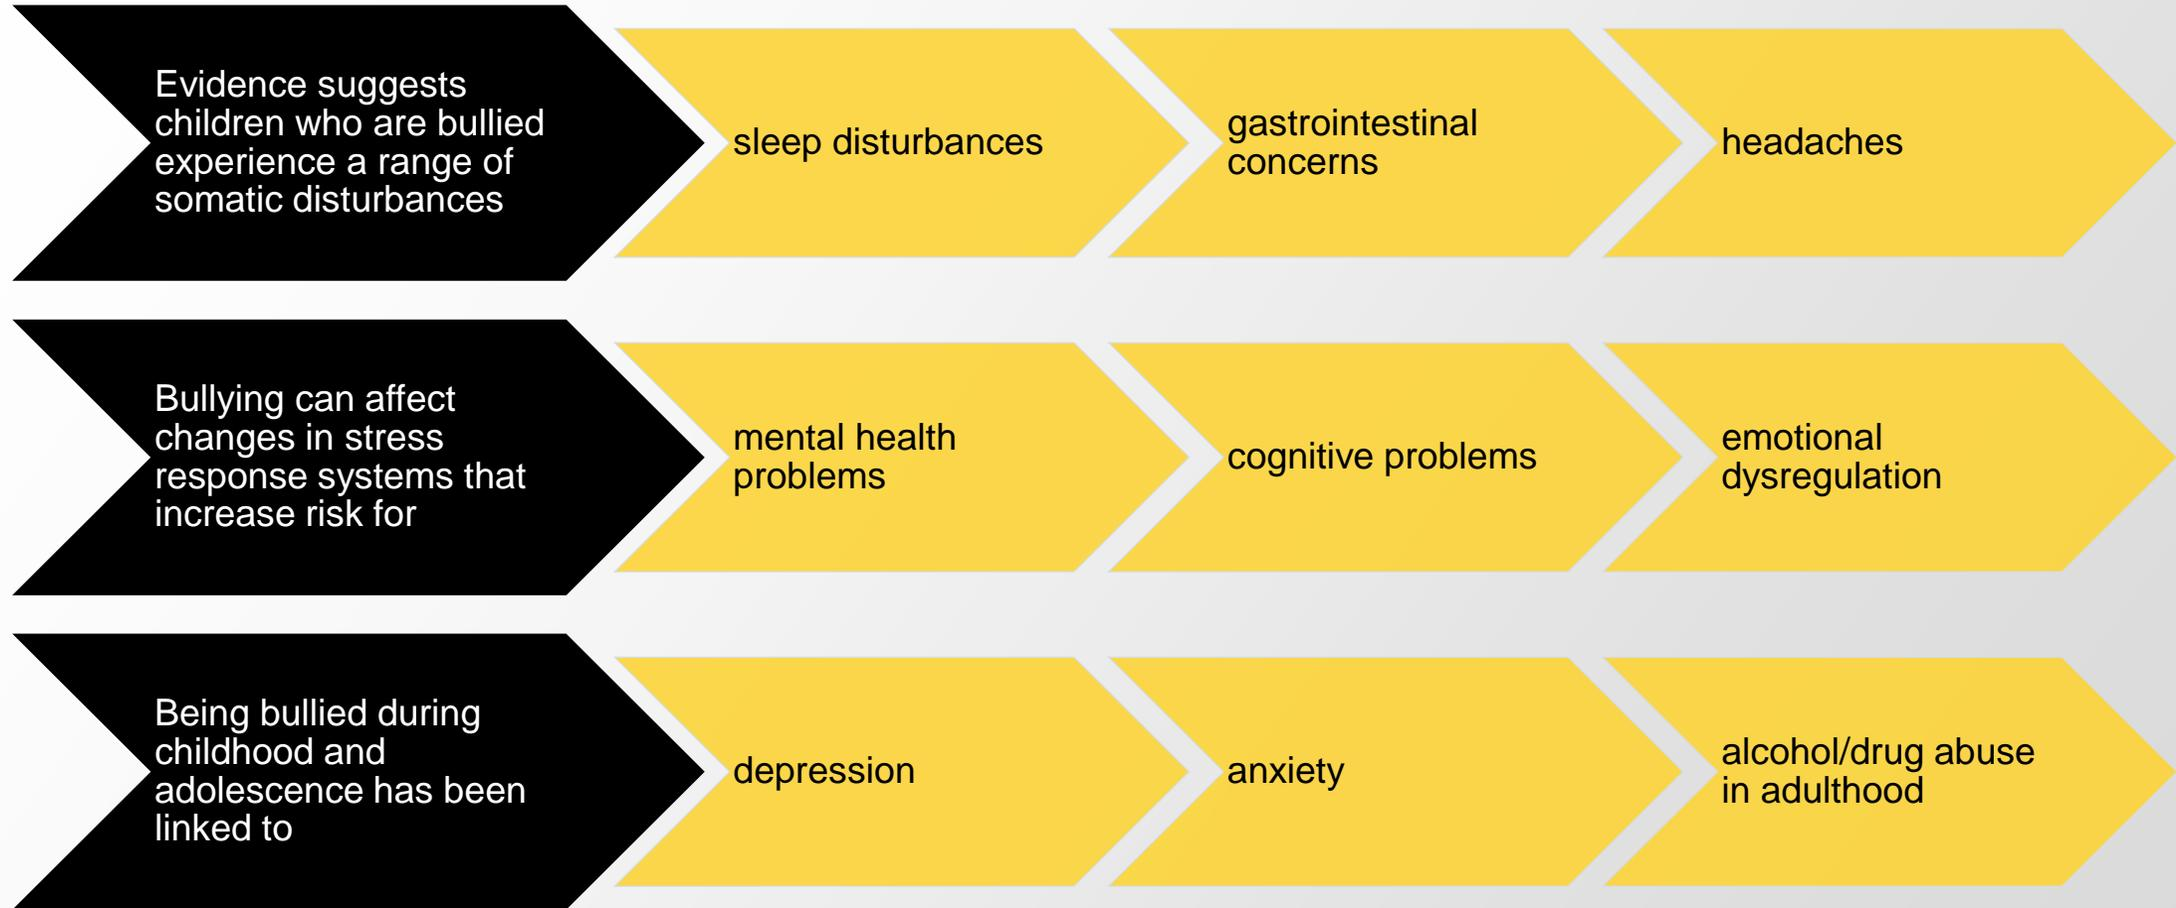 Evidence suggests
children who are bullied
experience a range of
somatic disturbances
sleep disturbances
gastrointestinal
concerns
headaches
Bullying can affect
changes in stress
response systems that
increase risk for
mental health
problems
cognitive problems
emotional
dysregulation
Being bullied during
childhood and
adolescence has been
linked to
depression
anxiety
alcohol/drug abuse
in adulthood